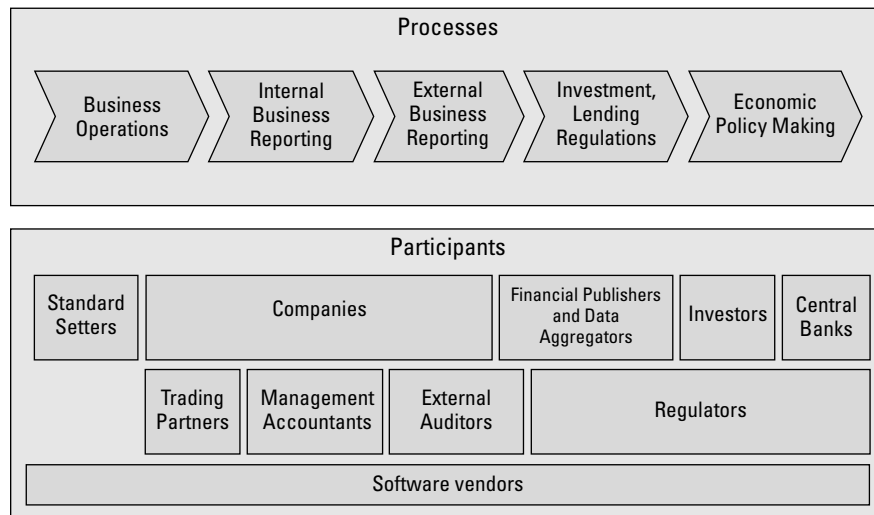 Processes
Business
Operations
Internal
Business
Reporting
External
Business
Reporting
Investment,
Lending
Regulations
Economic
Policy Making
Participants
Standard
Setters
Companies
Financial Publishers
and Data
Aggregators
Investors
Central
Banks
Trading
Partners
Management
Accountants
External
Auditors
Regulators
Software vendors